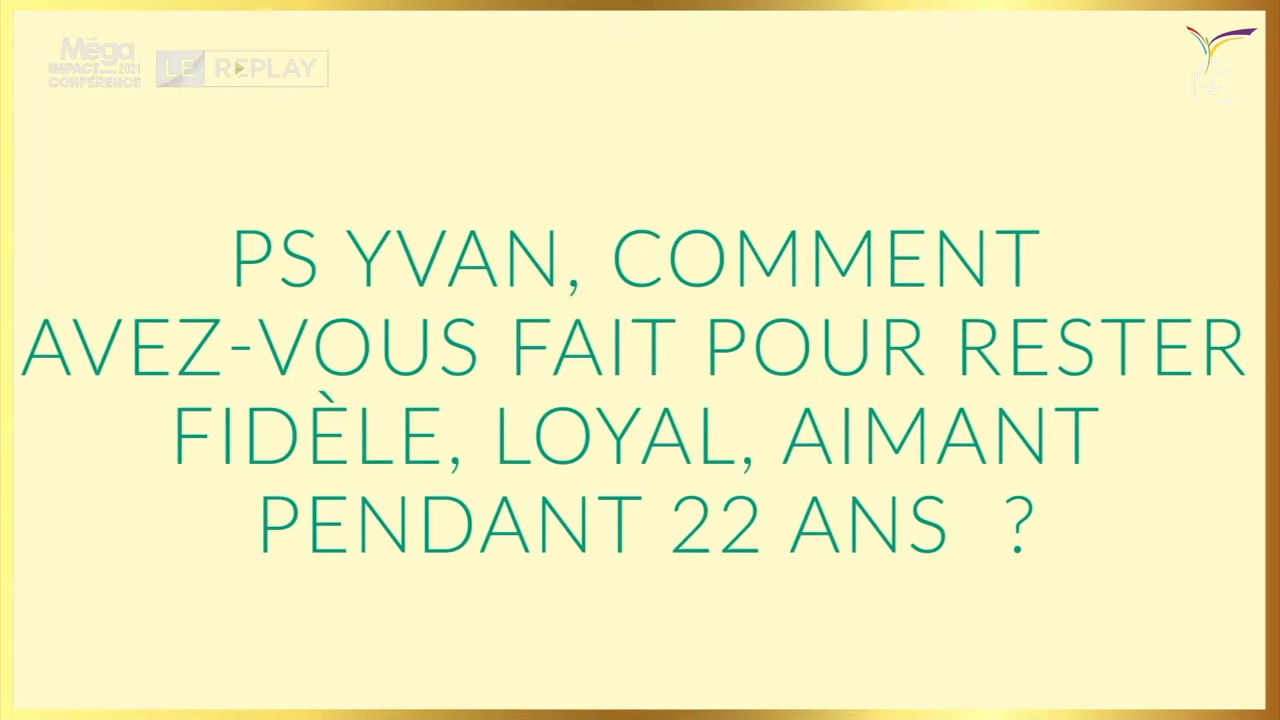 Méga
IMPACT 2021
CONFÉRENCE
LE REPLAY
PS YVAN, COMMENT
AVEZ-VOUS FAIT POUR RESTER
FIDÈLE, LOYAL, AIMANT
PENDANT 22 ANS ?